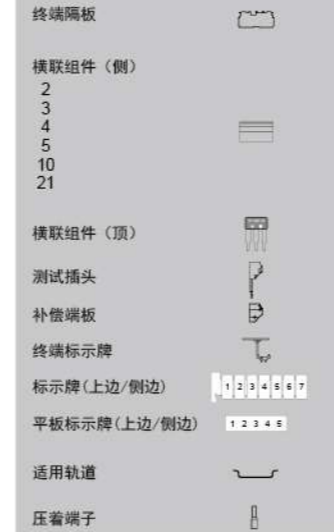 终端隔板
横联组件（侧）
2
3
4
5
10
21
横联组件（顶）
测试插头
补偿端板
终端标示牌
标示牌(上边/侧边)
1 2 3 4 5 6 7
平板标示牌(上边/侧边)
1 2 3 4 5
适用轨道
压着端子